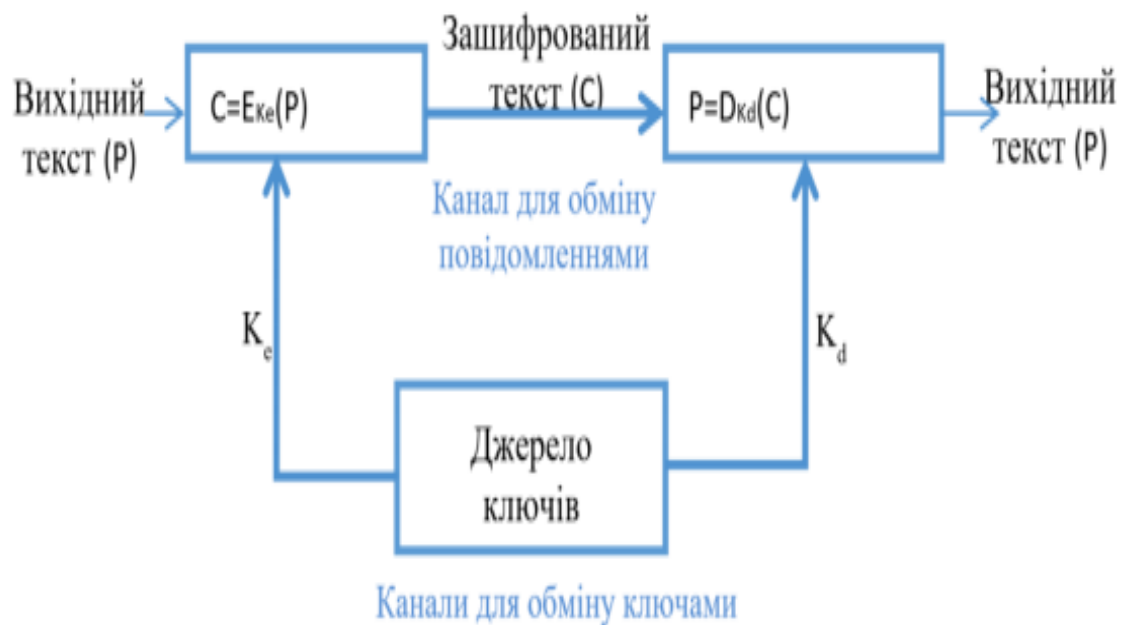 Вихідний
текст (P)
C=EKe(P)
Зашифрований
текст (C)
P=DKd(C)
Вихідний
текст (P)
Канал для обміну
повідомленнями
Ke
Kd
Джерело
ключів
Канали для обміну ключами